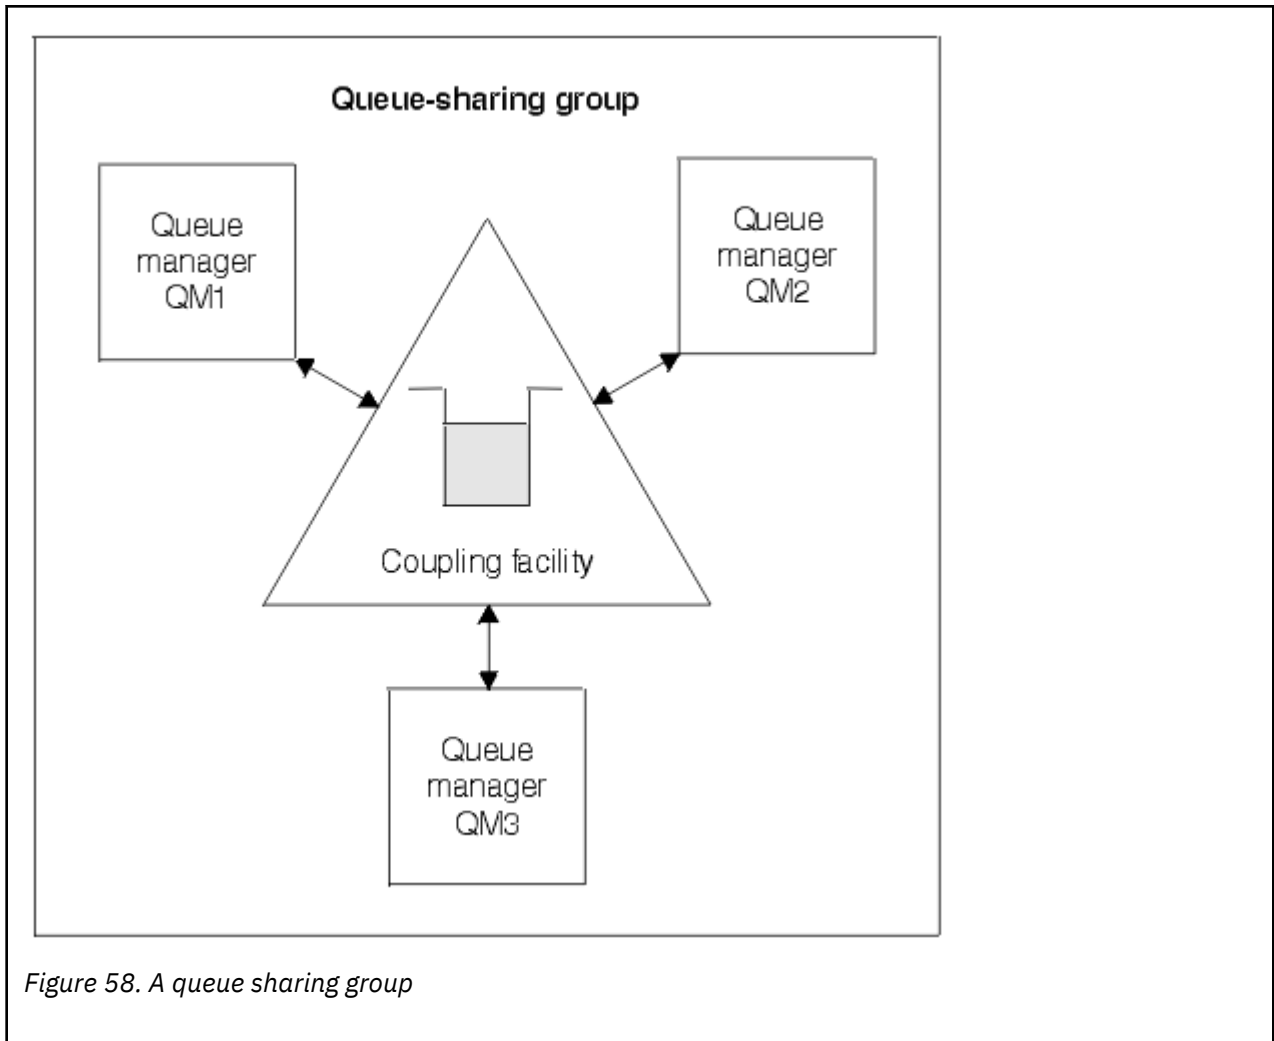 Queue-sharing group
Queue
manager
QM1
Queue
manager
QM2
Coupling facility
Queue
manager
QM3
Figure 58. A queue sharing group